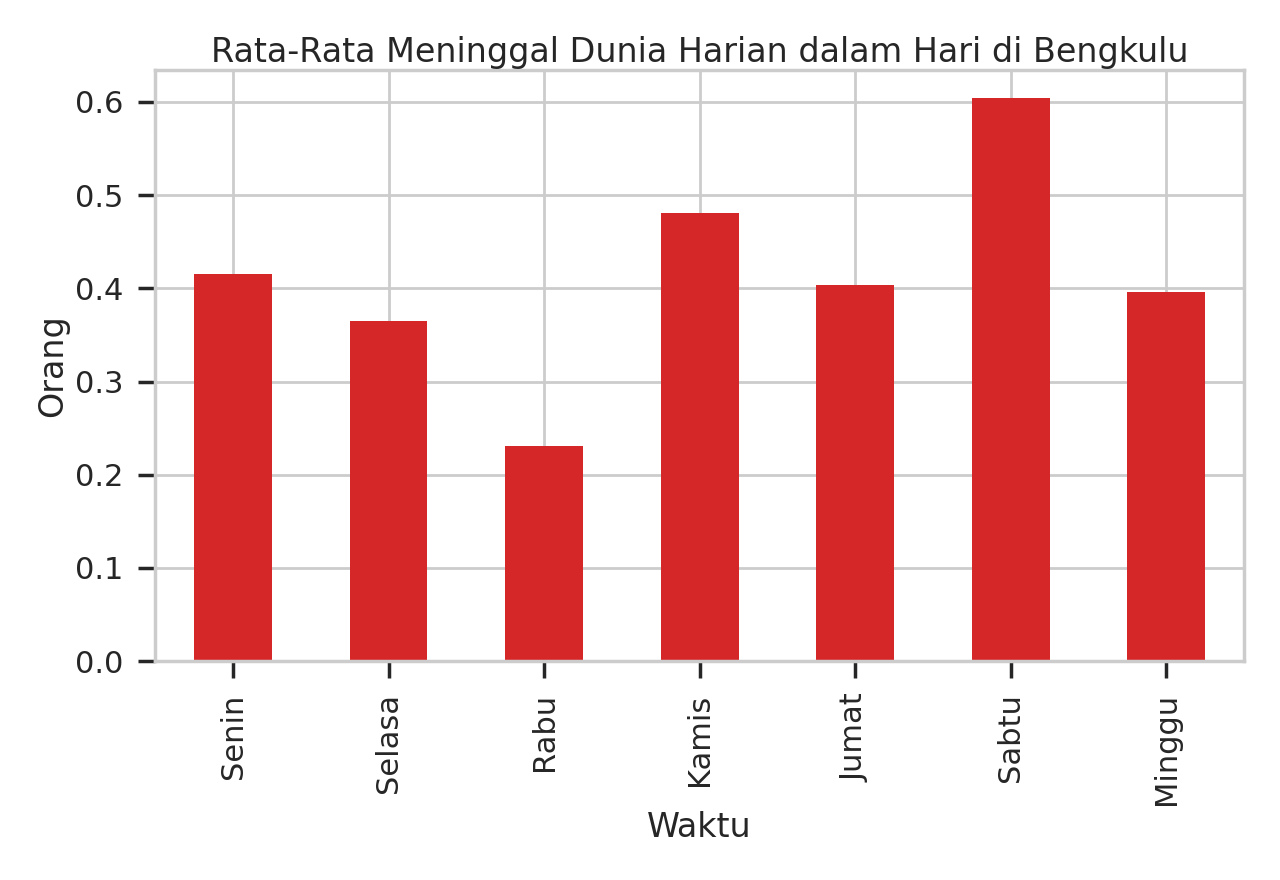 Rata-Rata Meninggal Dunia Harian dalam Hari di Bengkulu
0.6
0.5
0.4
0.3
0.2
0.1
0.0
Orang
Senin
Selasa
Rabu
Kamis
Jumat
Sabtu
Minggu
Waktu